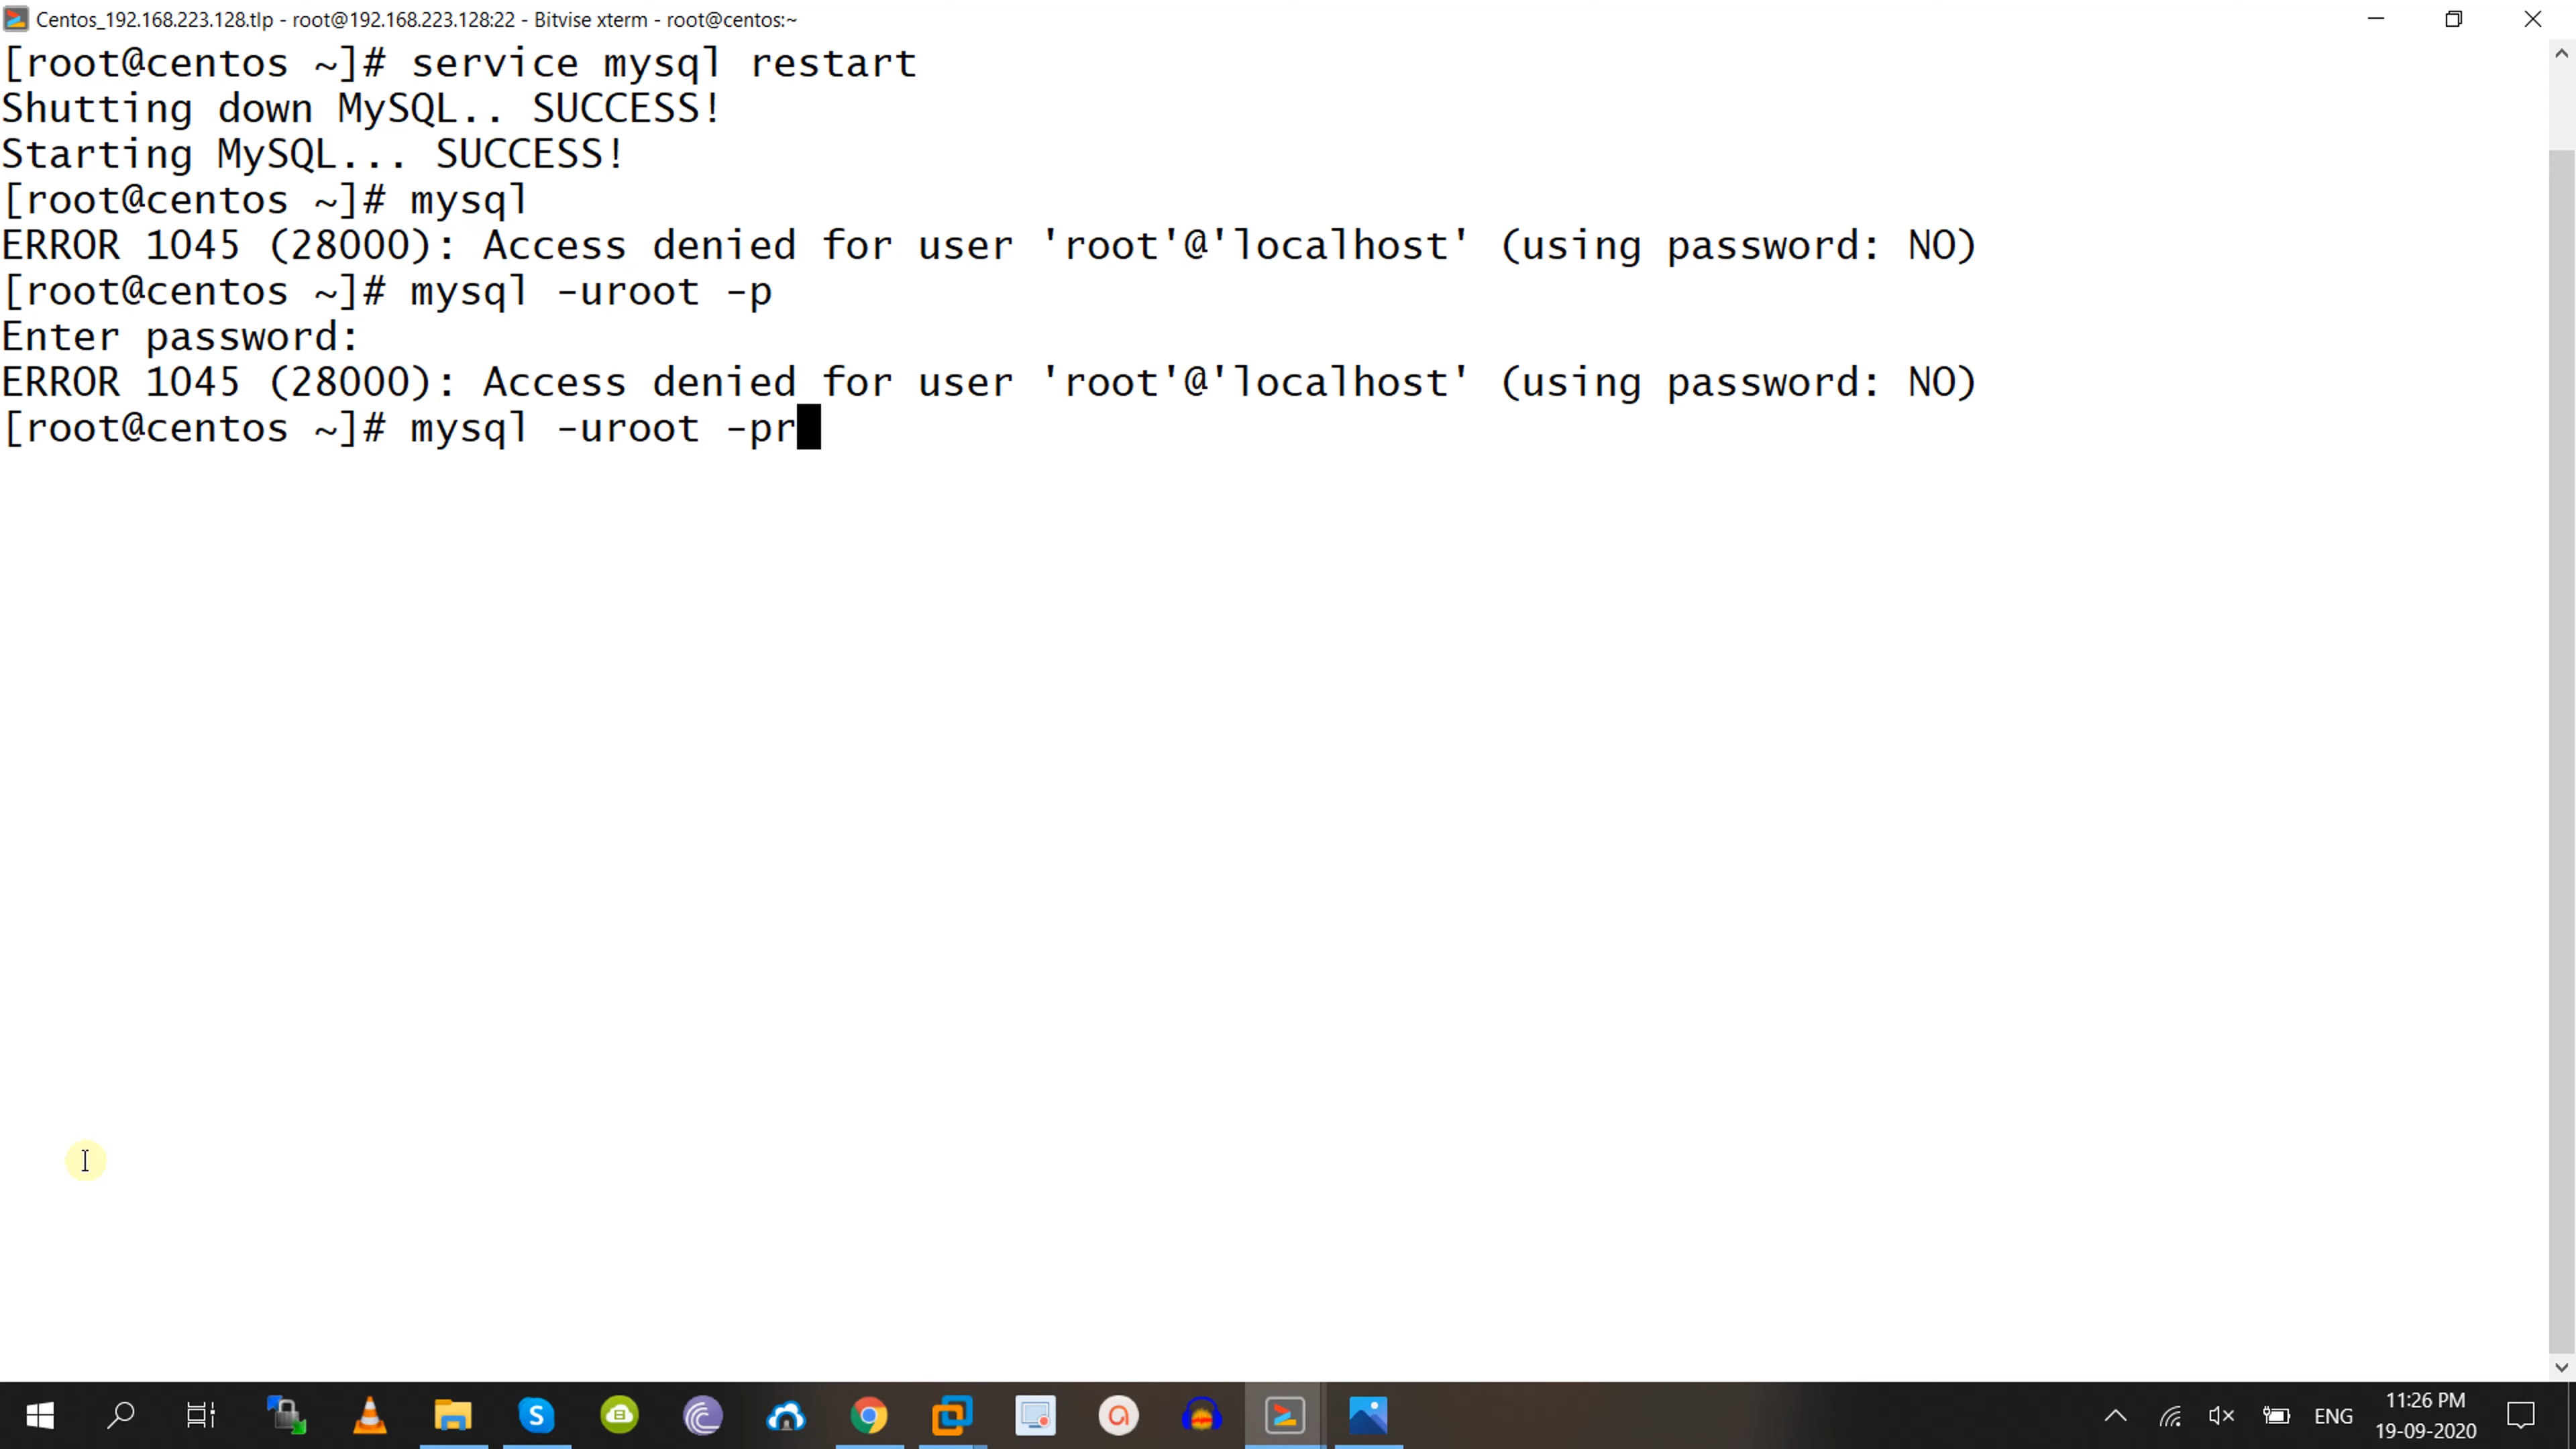 Centos_192.168.223.128.tlp - root@192.168.223.128:22 - Bitvise xterm - root@centos:~
[root@centos ~]# service mysql restart
Shutting down MySQL.. SUCCESS!
Starting MySQL... SUCCESS!
[root@centos ~]# mysql
ERROR 1045 (28000): Access denied for user 'root'@'localhost' (using password: NO)
[root@centos ~]# mysql -uroot -p
Enter password:
ERROR 1045 (28000): Access denied for user 'root'@'localhost' (using password: NO)
[root@centos ~]# mysql -uroot -pr
ENG
11:26 PM
19-09-2020